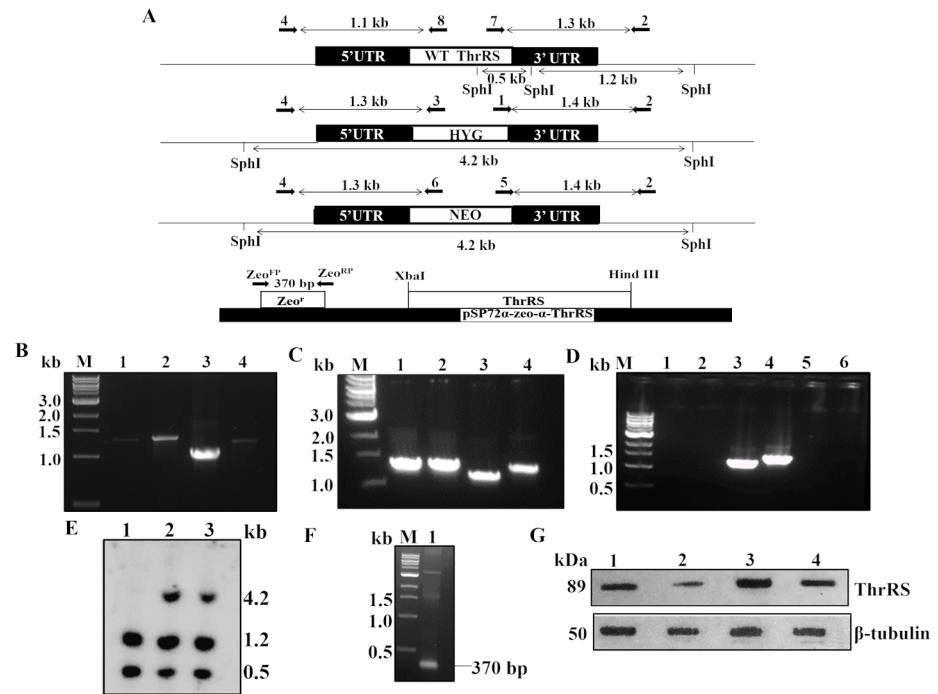 A
4 1.1 kb 8 7 1.3 kb 2
5'UTR WT ThrRS 3' UTR
0.5 kb 1.2 kb
SphI SphI SphI
4 1.3 kb 3 1 1.4 kb 2
5'UTR HYG 3' UTR
SphI 4.2 kb SphI
4 1.3 kb 6 5 1.4 kb 2
5'UTR NEO 3' UTR
SphI 4.2 kb SphI
ZeoFP 370 bp ZeoRP XbaI Hind III
Zeor ThrRS
pSP72α-zeo-α-ThrRS
B
kb M 1 2 3 4
3.0
2.0
1.5
1.0
C
kb M 1 2 3 4
3.0
2.0
1.5
1.0
D
kb M 1 2 3 4 5 6
1.5
1.0
0.5
E
1 2 3 kb
4.2
1.2
0.5
F
kb M 1
1.5
1.0
0.5
370 bp
G
kDa 1 2 3 4
89 ThrRS
50 β-tubulin